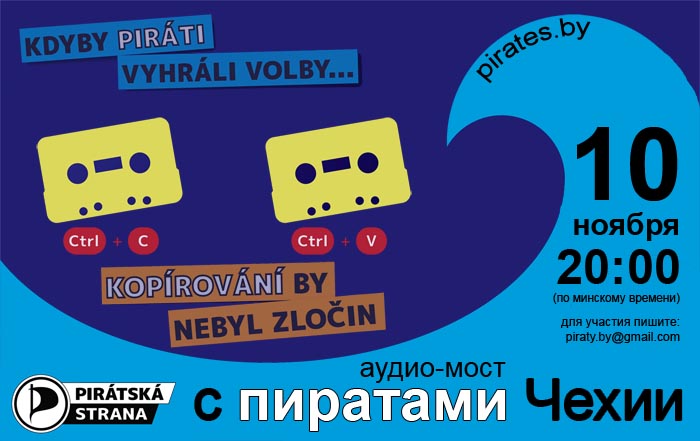 KDYBY PIRÁTI
VYHRÁLI VOLBY...
pirates.by
Ctrl + C
Ctrl + V
KOPÍROVÁNÍ BY
NEBYL ZLOČIN
10
ноября
20:00
(по минскому времени)
для участия пишите:
piraty.by@gmail.com
аудио-мост
с пиратами Чехии
PIRÁTSKÁ
STRANA